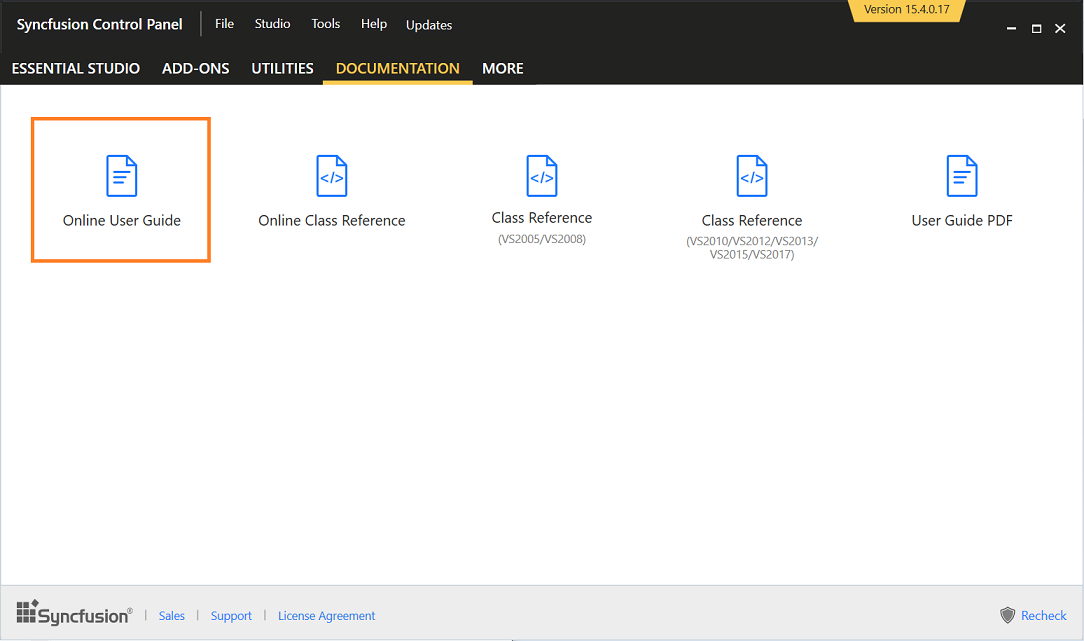 Syncfusion Control Panel
File
Studio
Tools
Help
Updates
Version 15.4.0.17
ESSENTIAL STUDIO
ADD-ONS
UTILITIES
DOCUMENTATION
MORE
Online User Guide
</>
Online Class Reference
</>
Class Reference
(VS2005/VS2008)
</>
Class Reference
(VS2010/VS2012/VS2013/
VS2015/VS2017)
User Guide PDF
Syncfusion®
Sales
Support
License Agreement
Recheck